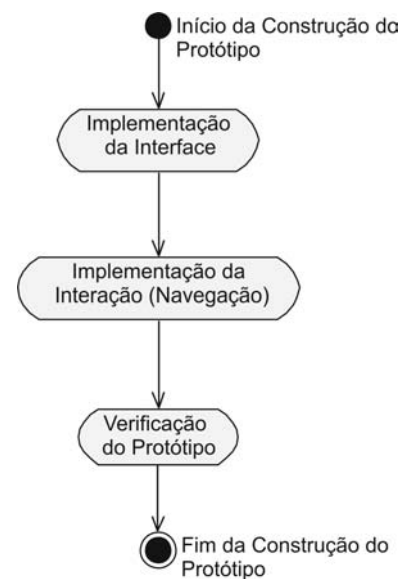 Início da Construção do
Protótipo
Implementação
da Interface
Implementação da
Interação (Navegação)
Verificação
do Protótipo
Fim da Construção do
Protótipo